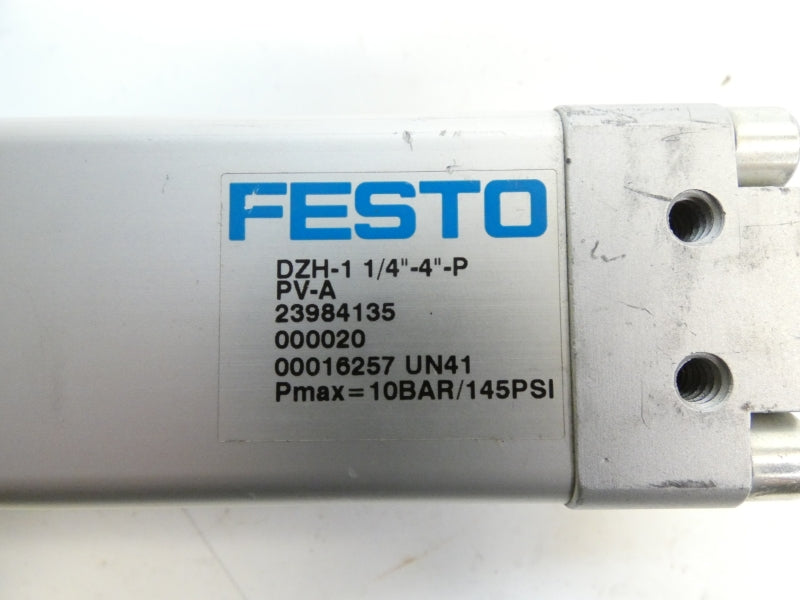 FESTO
DZH-1 1/4"-4"-P
PV-A
23984135
000020
00016257 UN41
Pmax=10BAR/145PSI